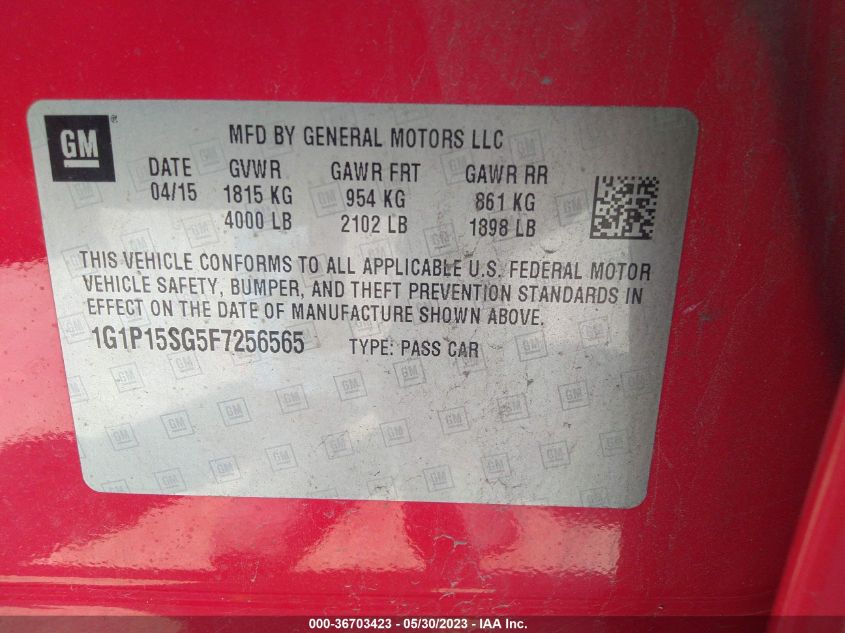 GM
MFD BY GENERAL MOTORS LLC
DATE GVWR GAWR FRT GAWR RR
04/15 1815 KG 954 KG 861 KG
4000 LB 2102 LB 1898 LB
THIS VEHICLE CONFORMS TO ALL APPLICABLE U.S. FEDERAL MOTOR
VEHICLE SAFETY, BUMPER, AND THEFT PREVENTION STANDARDS IN
EFFECT ON THE DATE OF MANUFACTURE SHOWN ABOVE.
1G1P15SG5F7256565 TYPE: PASS CAR
000-36703423 - 05/30/2023 - IAA Inc.